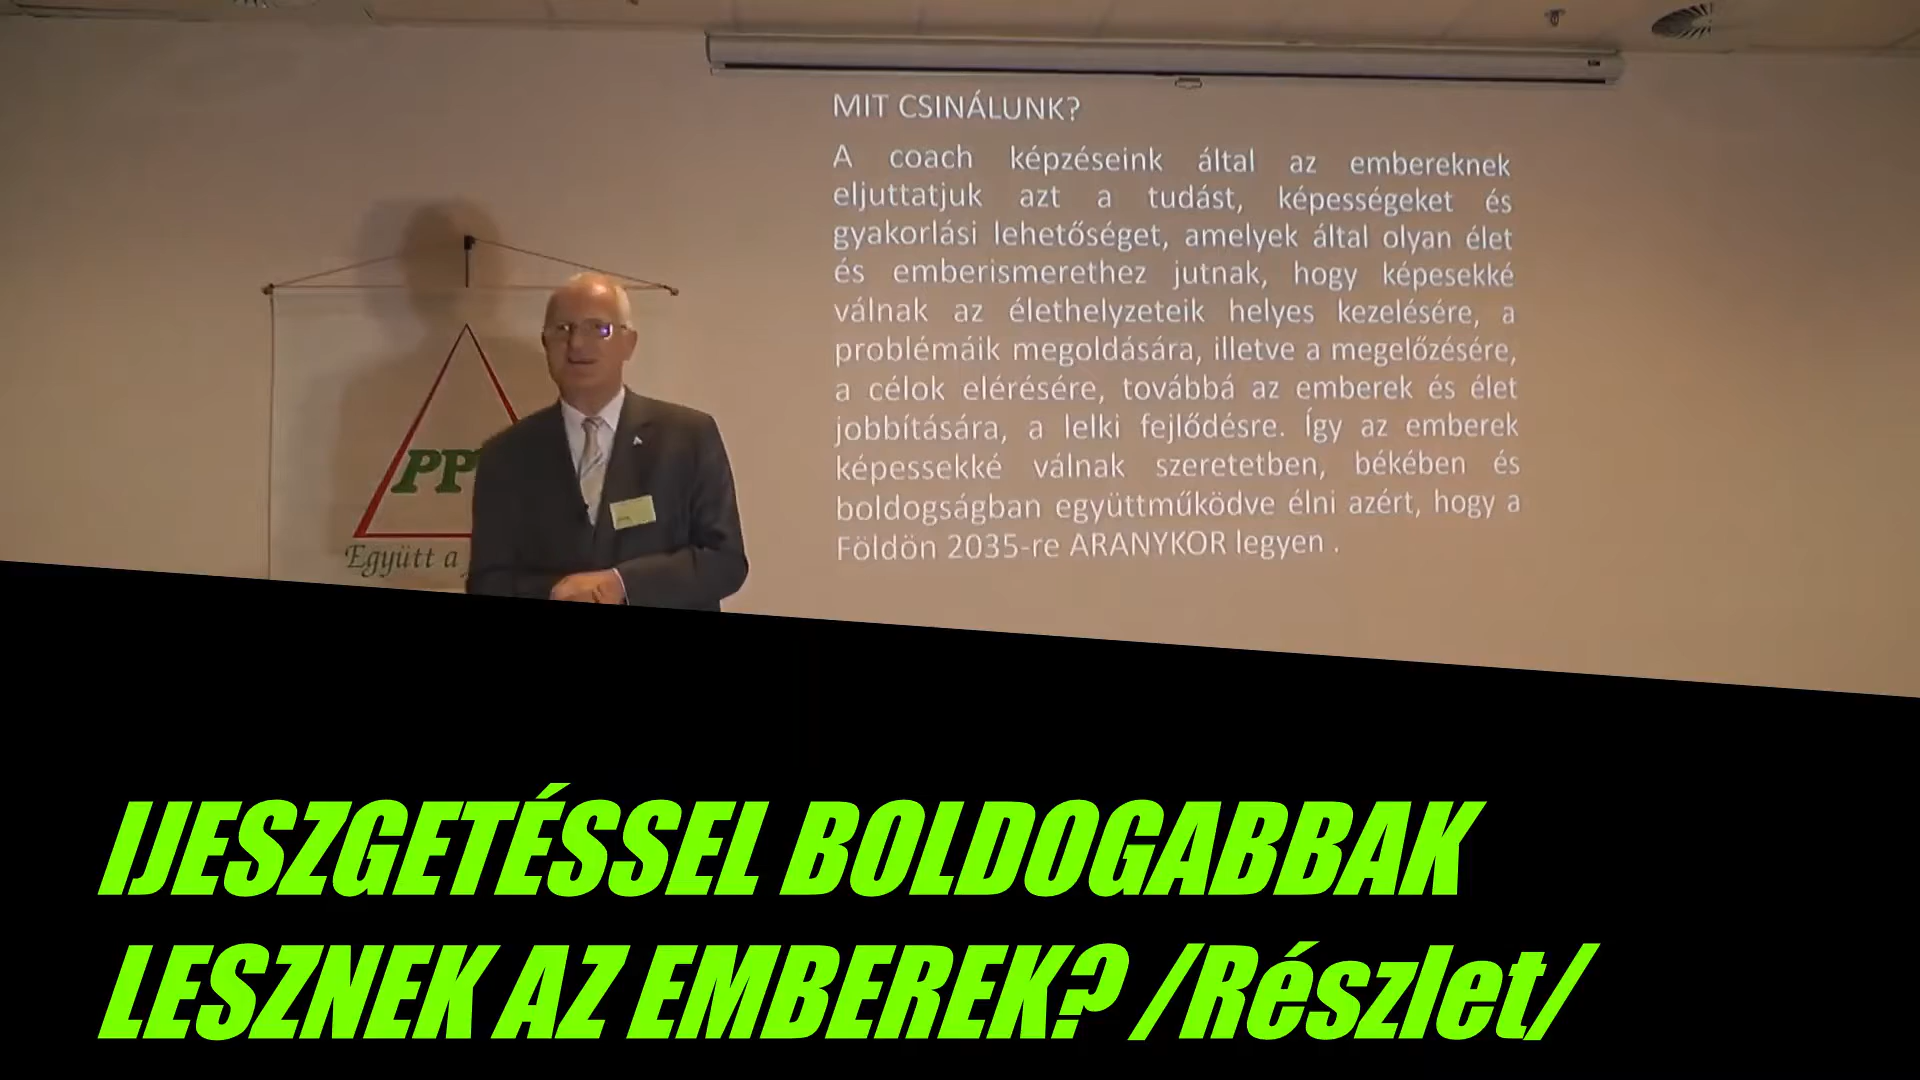 MIT CSINÁLUNK?
A coach képzéseink által az embereknek
eljuttatjuk azt a tudást, képességeket és
gyakorlási lehetőséget, amelyek által olyan élet
és emberismerethez jutnak, hogy képesekké
válnak az élethelyzeteik helyes kezelésére, a
problémáik megoldására, illetve a megelőzésére,
a célok elérésére, továbbá az emberek és élet
jobbítására, a lelki fejlődésre. Így az emberek
képessekké válnak szeretetben, békében és
boldogságban együttműködve élni azért, hogy a
Földön 2035-re ARANYKOR legyen .
PP
Együtt a
IJESZGETÉSSEL BOLDOGABBAK
LESZNEK AZ EMBEREK? /Részlet/